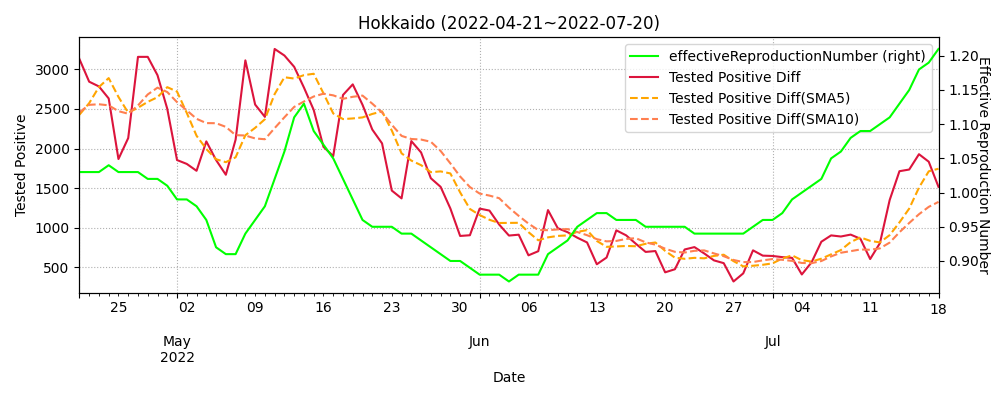 Hokkaido (2022-04-21~2022-07-20)
effectiveReproductionNumber (right)
Tested Positive Diff
Tested Positive Diff(SMA5)
Tested Positive Diff(SMA10)
Tested Positive
3000
2500
2000
1500
1000
500
1.20
1.15
1.10
1.05
1.00
0.95
0.90
Effective Reproduction Number
25 02 09 16 23 30 06 13 20 27 04 11 18
May Jun Jul
2022
Date